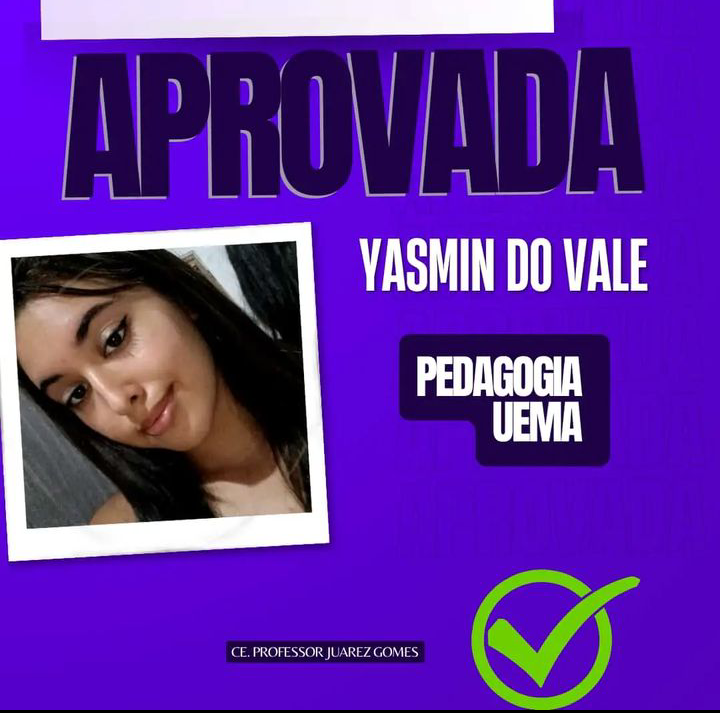 APROVADA
YASMIN DO VALE
PEDAGOGIA
UEMA
CE. PROFESSOR JUAREZ GOMES